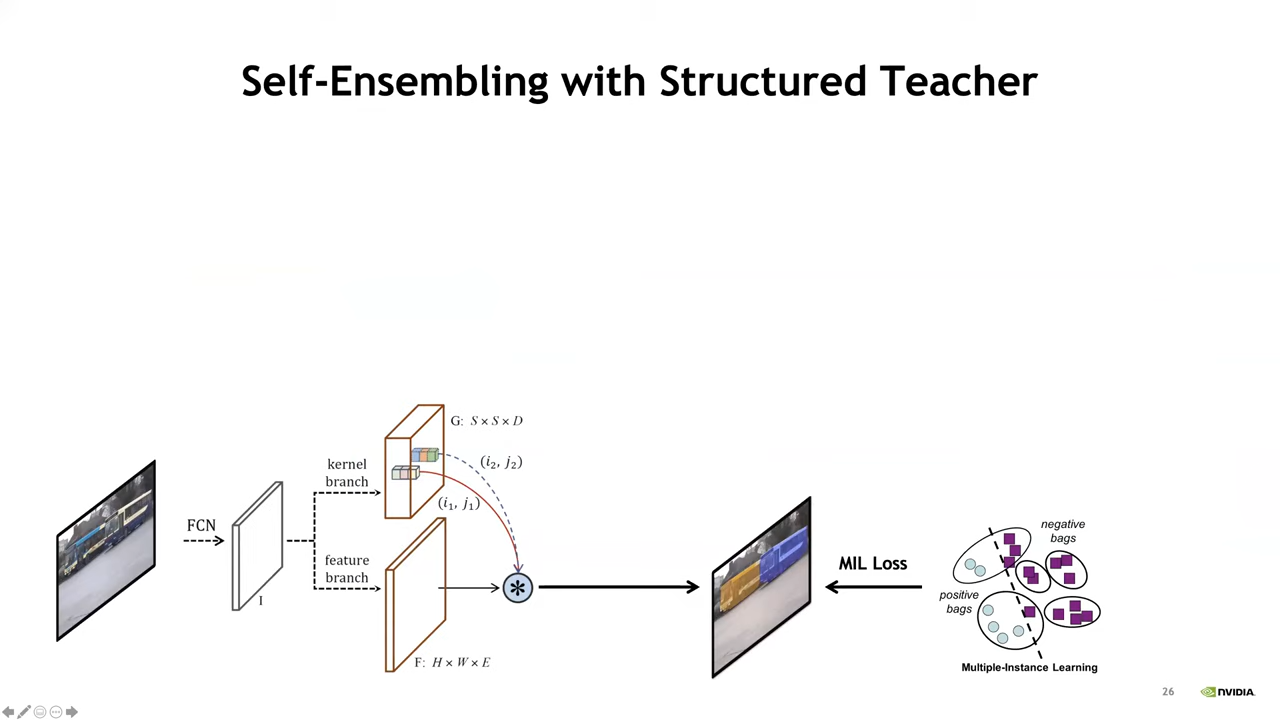 Self-Ensembling with Structured Teacher
G: S × S × D
kernel
branch
(i₂, j₂)
(i₁, j₁)
FCN
feature
branch
I
*
F: H × W × E
MIL Loss
negative
bags
positive
bags
Multiple-Instance Learning
26
NVIDIA.